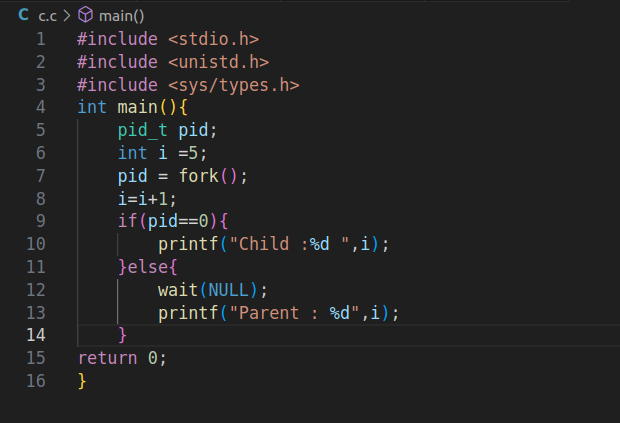 C c.c > main()
1 #include <stdio.h>
2 #include <unistd.h>
3 #include <sys/types.h>
4 int main(){
5     pid_t pid;
6     int i =5;
7     pid = fork();
8     i=i+1;
9     if(pid==0){
10         printf("Child :%d ",i);
11     }else{
12         wait(NULL);
13         printf("Parent : %d",i);
14     }
15 return 0;
16 }